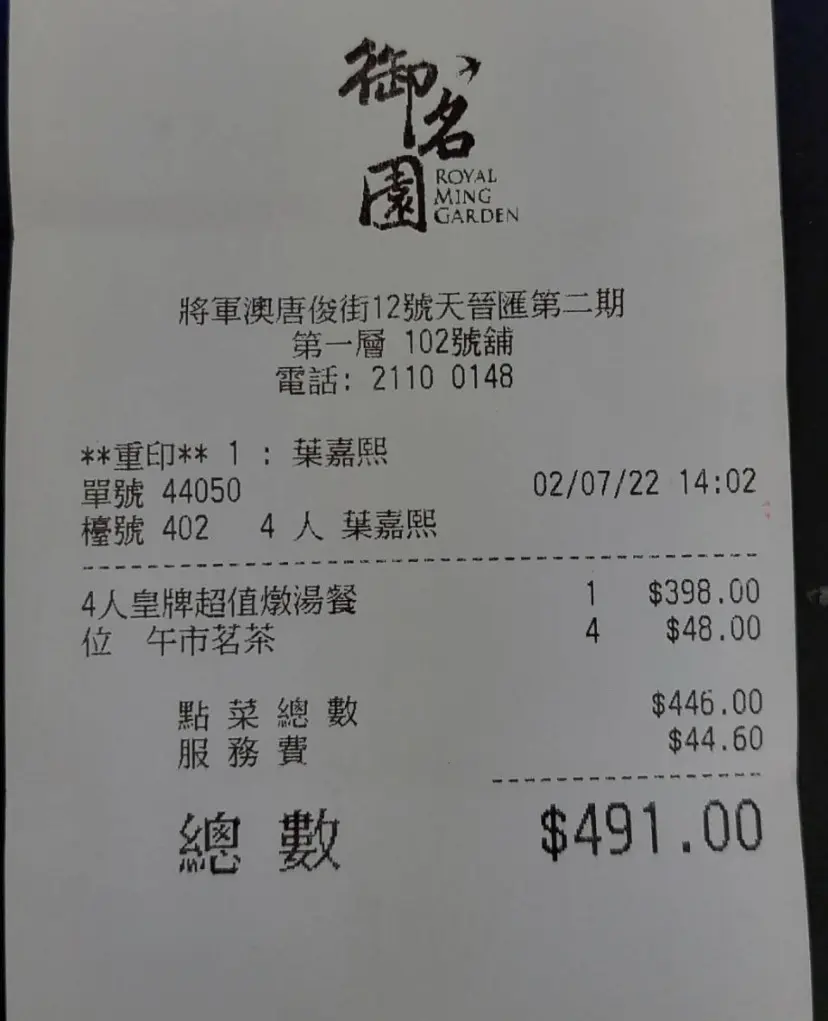 御名園
ROYAL
MING
GARDEN
將軍澳唐俊街12號天晉匯第二期
第一層 102號舖
電話: 2110 0148
**重印** 1 : 葉嘉熙
單號 44050 02/07/22 14:02
檯號 402 4 人 葉嘉熙
4人皇牌超值燉湯餐 1 $398.00
位 午市茗茶 4 $48.00
點菜總數 $446.00
服務費 $44.60
總數 $491.00